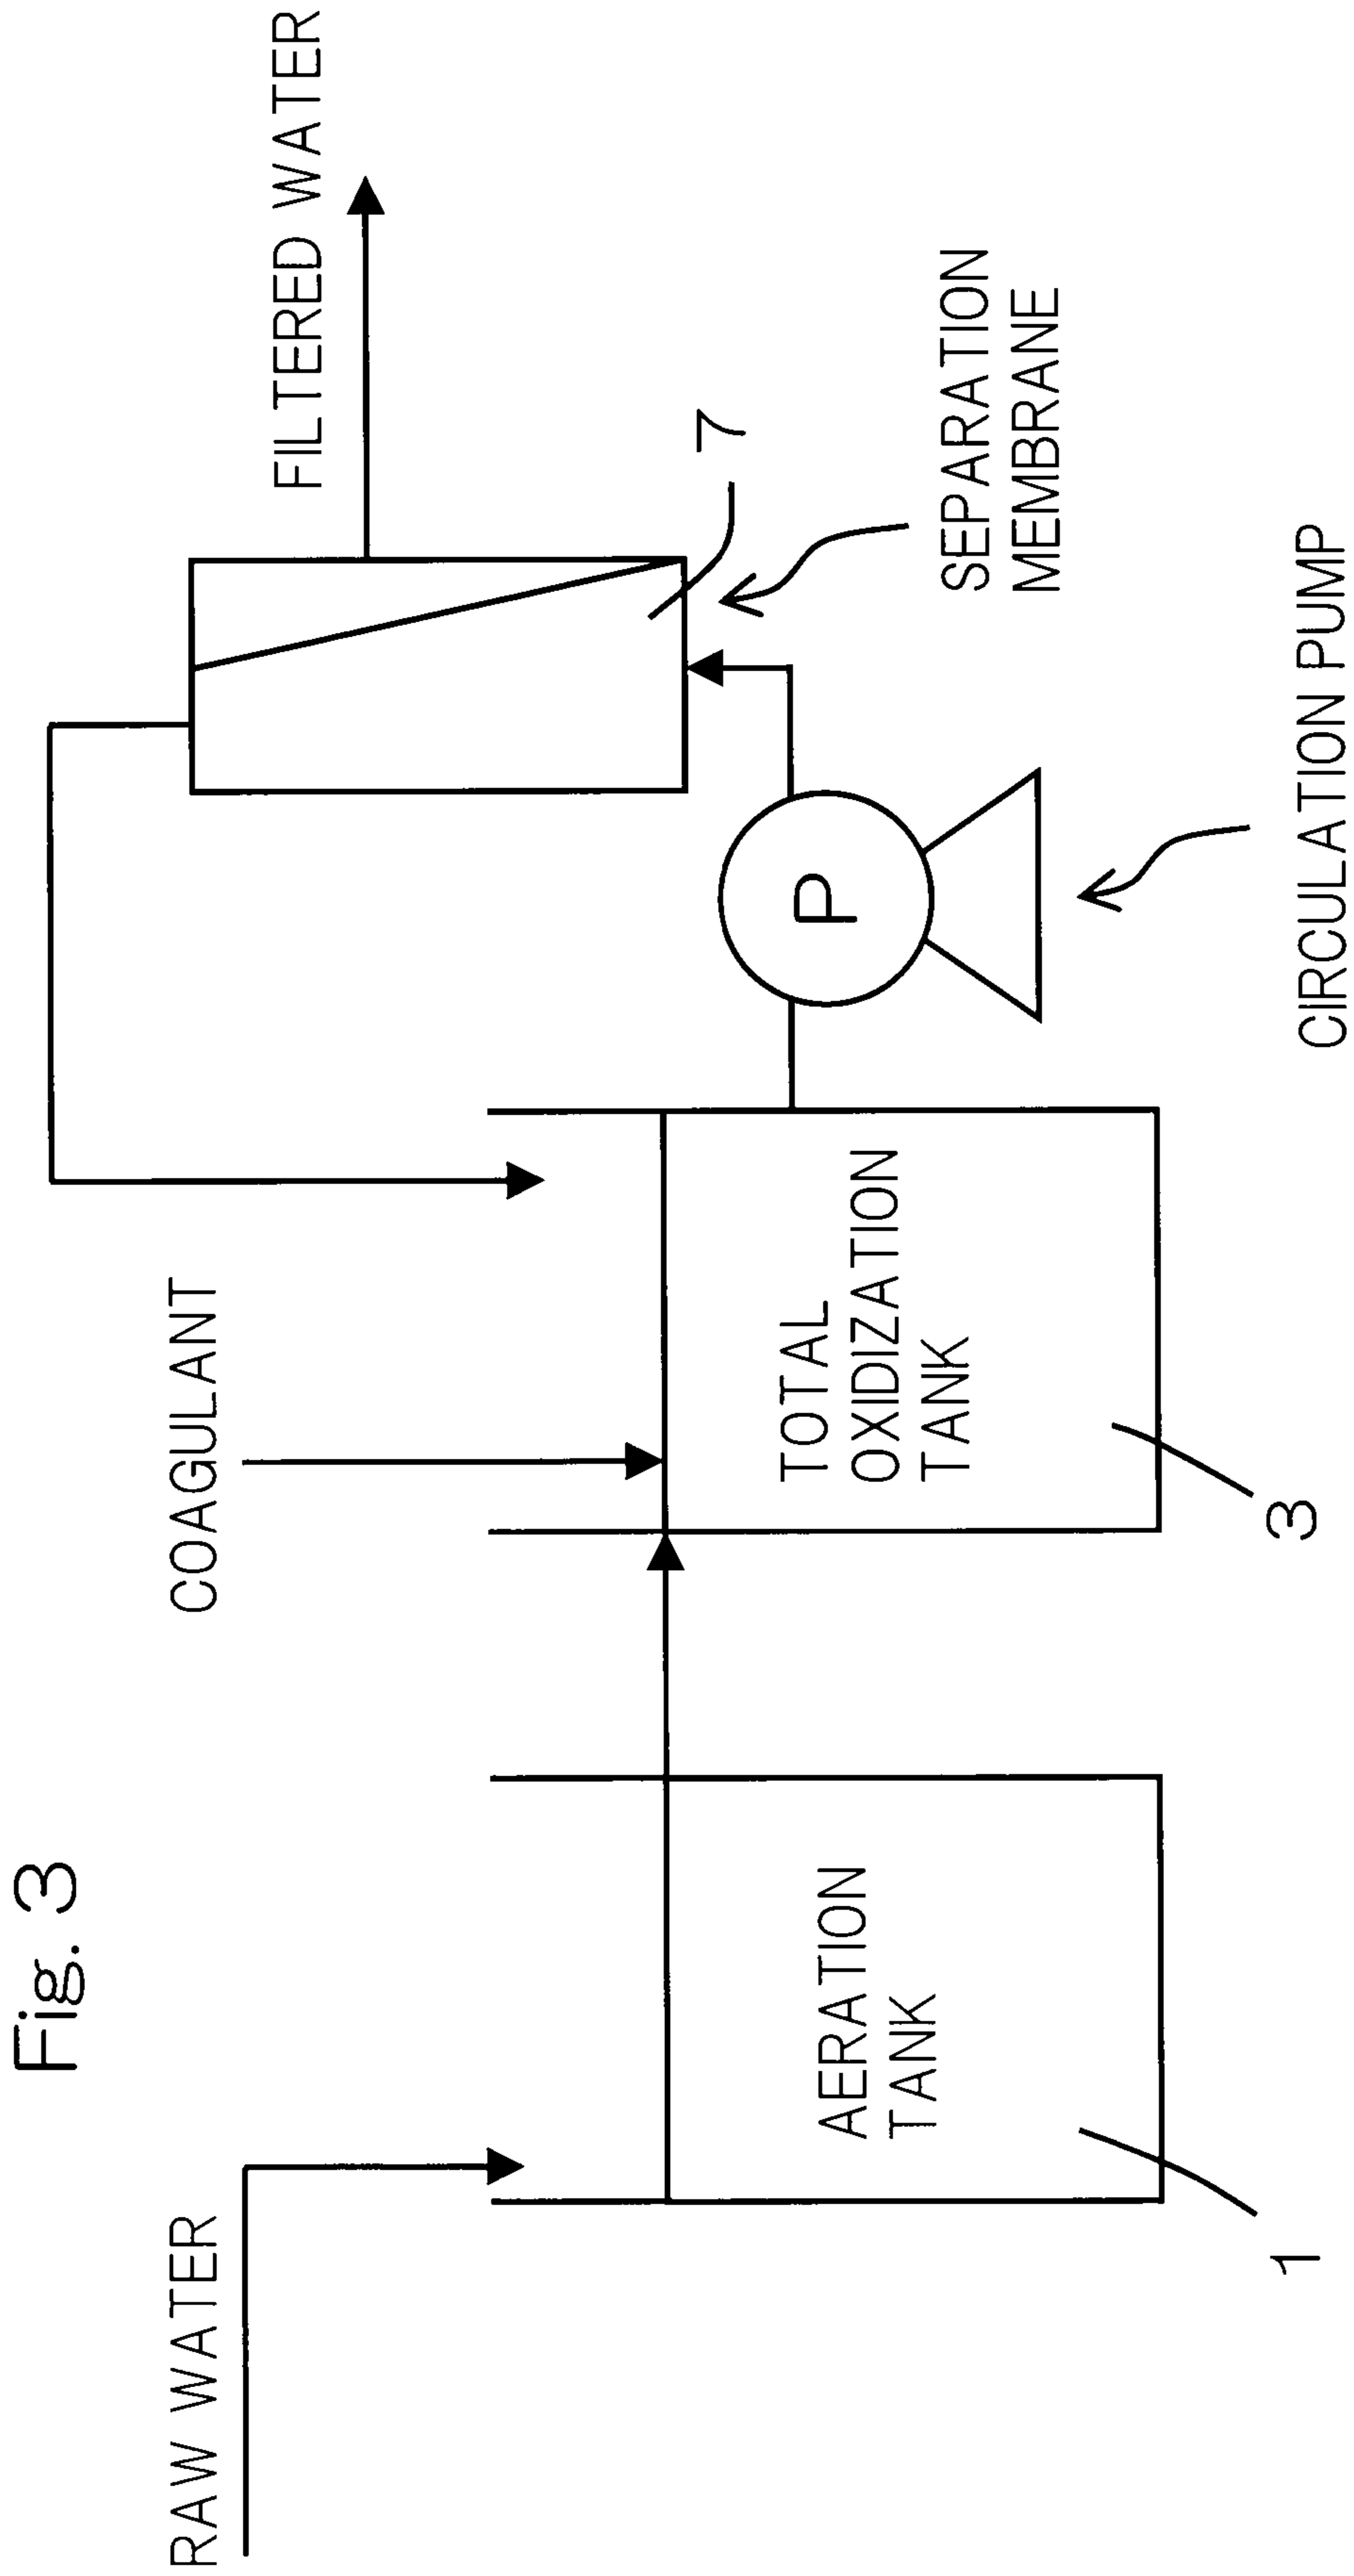 Fig. 3
RAW WATER
COAGULANT
FILTERED WATER
AERATION
TANK
1
TOTAL
OXIDIZATION
TANK
3
P
7
SEPARATION
MEMBRANE
CIRCULATION PUMP